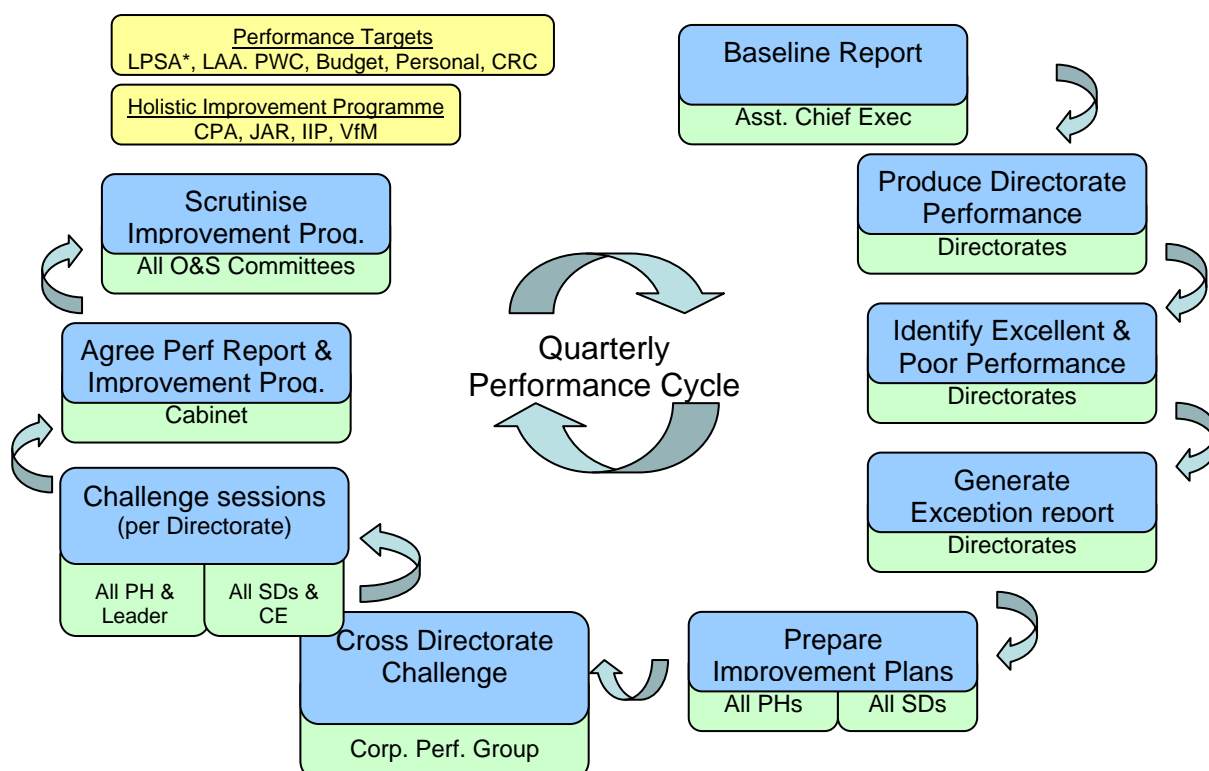 Performance Targets
LPSA*, LAA. PWC, Budget, Personal, CRC
Holistic Improvement Programme
CPA, JAR, IIP, VfM
Baseline Report
Asst. Chief Exec
Produce Directorate
Performance
Directorates
Identify Excellent &
Poor Performance
Directorates
Generate
Exception report
Directorates
Prepare
Improvement Plans
All PHs
All SDs
Cross Directorate
Challenge
Corp. Perf. Group
Challenge sessions
(per Directorate)
All PH &
Leader
All SDs &
CE
Agree Perf Report &
Improvement Prog.
Cabinet
Scrutinise
Improvement Prog.
All O&S Committees
Quarterly
Performance Cycle